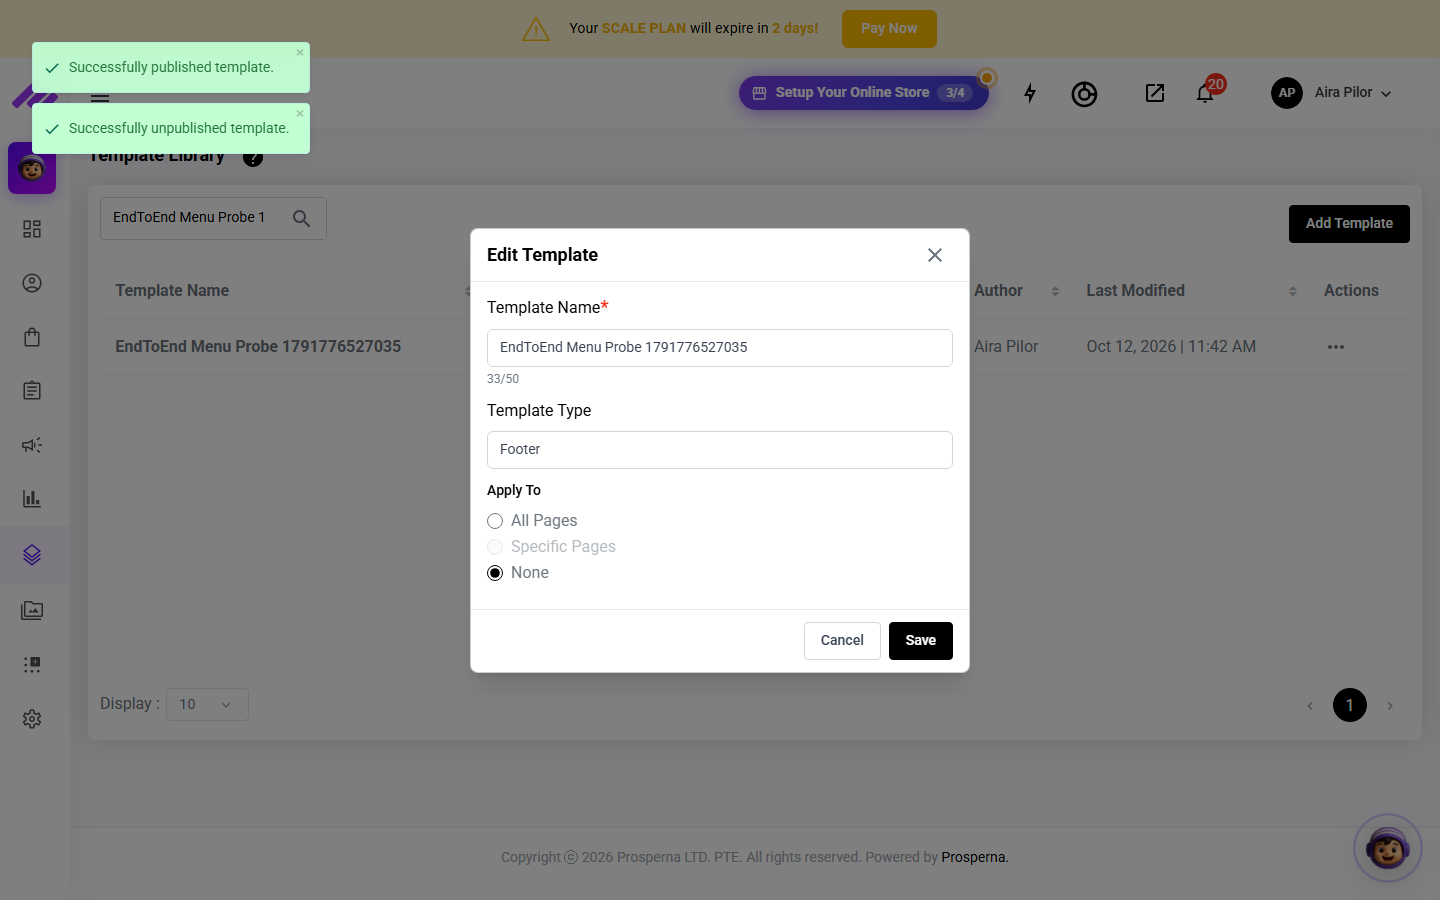 Your SCALE PLAN will expire in 2 days!
Pay Now
Successfully published template.
Successfully unpublished template.
Setup Your Online Store 3/4
20
AP
Aira Pilor
Template Library
EndToEnd Menu Probe 1
Add Template
Template Name
Author
Last Modified
Actions
EndToEnd Menu Probe 1791776527035
Aira Pilor
Oct 12, 2026 | 11:42 AM
Edit Template
Template Name*
EndToEnd Menu Probe 1791776527035
33/50
Template Type
Footer
Apply To
All Pages
Specific Pages
None
Cancel
Save
Display : 10
1
Copyright © 2026 Prosperna LTD. PTE. All rights reserved. Powered by Prosperna.